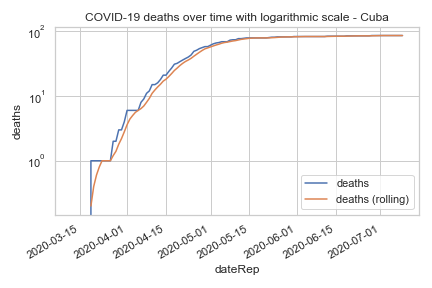 COVID-19 deaths over time with logarithmic scale - Cuba
10²
10¹
10⁰
deaths
deaths
deaths (rolling)
2020-03-15
2020-04-01
2020-04-15
2020-05-01
2020-05-15
2020-06-01
2020-06-15
2020-07-01
dateRep